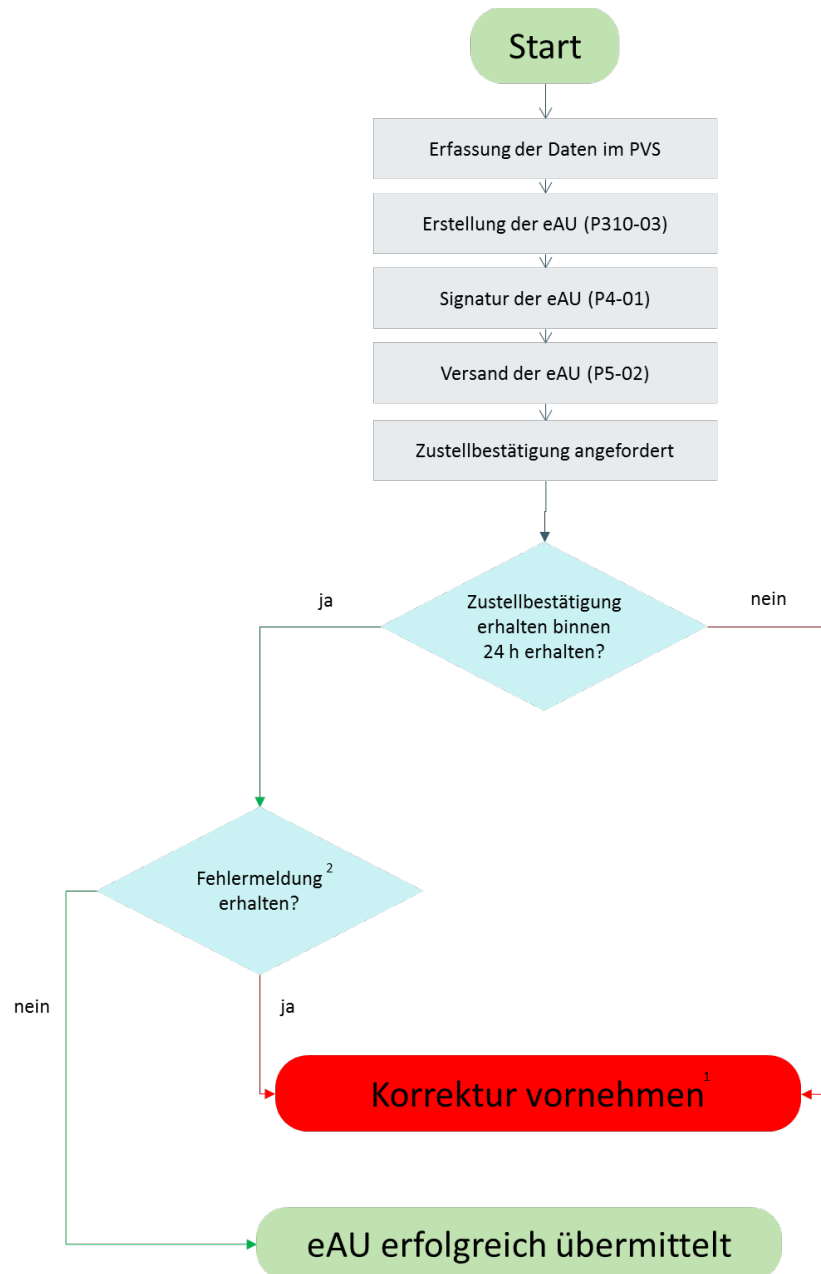 Start
Erfassung der Daten im PVS
Erstellung der eAU (P310-03)
Signatur der eAU (P4-01)
Versand der eAU (P5-02)
Zustellbestätigung angefordert
ja
Zustellbestätigung
erhalten binnen
24 h erhalten?
nein
Fehlermeldung 2
erhalten?
nein
ja
Korrektur vornehmen1
eAU erfolgreich übermittelt